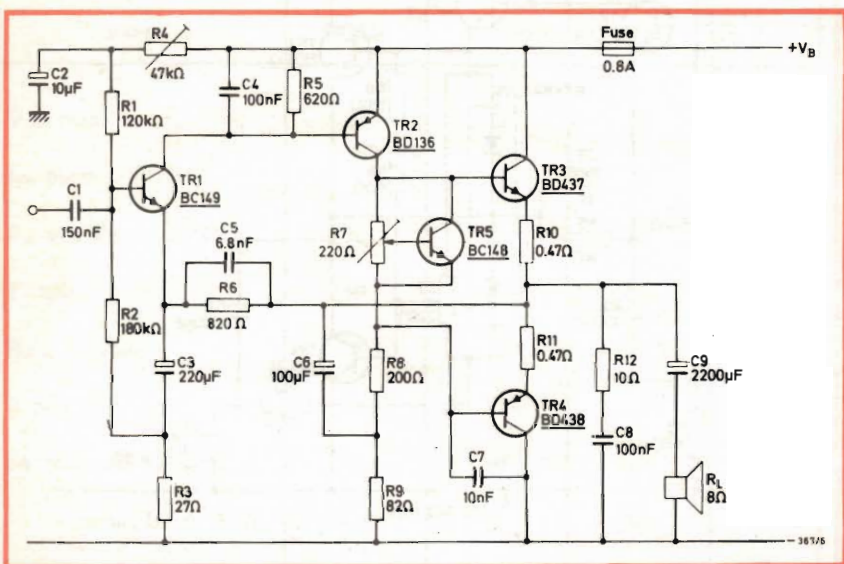 Fuse
0.8A
+VB
R4
47kΩ
C2
10µF
C4
100nF
R5
620Ω
R1
120kΩ
TR2
BD136
TR1
BC149
TR3
BD437
C1
150nF
C5
6.8nF
R7
220Ω
TR5
BC148
R10
0.47Ω
R6
820Ω
R2
180kΩ
C3
220µF
C6
100µF
R8
200Ω
R11
0.47Ω
R12
10Ω
C9
2200µF
TR4
BD438
C8
100nF
C7
10nF
RL
8Ω
R3
27Ω
R9
82Ω